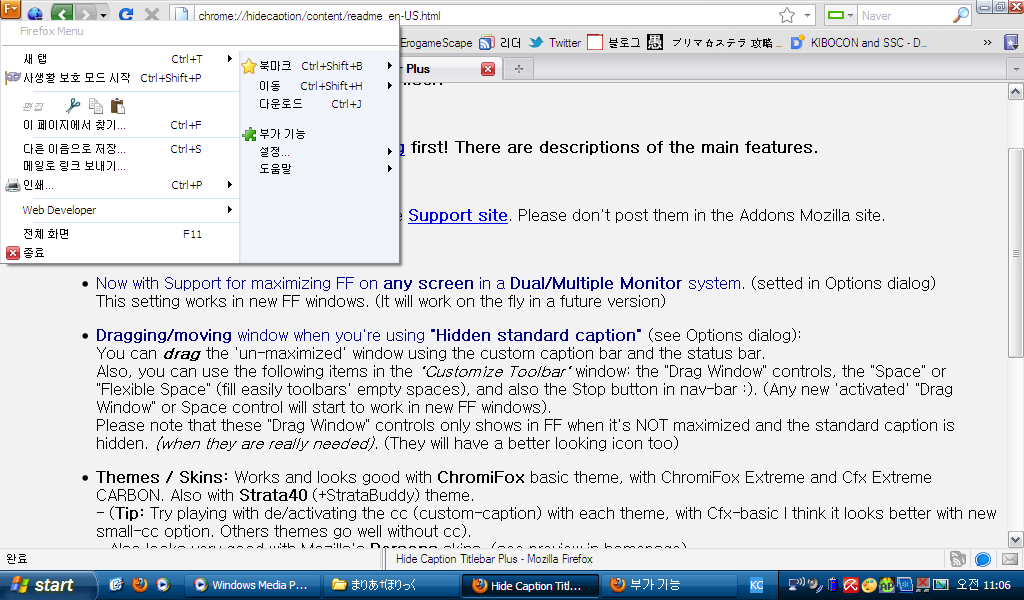 chrome://hidecaption/content/readme_en-US.html
Naver
Firefox Menu
ErogameScape
리더
Twitter
블로그
プリマ☆ステラ 攻略 ...
KIBOCON and SSC - D...
»
새 탭 Ctrl+T
사생활 보호 모드 시작 Ctrl+Shift+P
편집
이 페이지에서 찾기... Ctrl+F
다른 이름으로 저장... Ctrl+S
메일로 링크 보내기...
인쇄... Ctrl+P
Web Developer
전체 화면 F11
종료
북마크 Ctrl+Shift+B
이동 Ctrl+Shift+H
다운로드 Ctrl+J
부가 기능
설정...
도움말
Plus
g first! There are descriptions of the main features.
Support site. Please don't post them in the Addons Mozilla site.
• Now with Support for maximizing FF on any screen in a Dual/Multiple Monitor system. (setted in Options dialog)
This setting works in new FF windows. (It will work on the fly in a future version)
• Dragging/moving window when you're using "Hidden standard caption" (see Options dialog):
You can drag the 'un-maximized' window using the custom caption bar and the status bar.
Also, you can use the following items in the 'Customize Toolbar' window: the "Drag Window" controls, the "Space" or
"Flexible Space" (fill easily toolbars' empty spaces), and also the Stop button in nav-bar :). (Any new 'activated' "Drag
Window" or Space control will start to work in new FF windows).
Please note that these "Drag Window" controls only shows in FF when it's NOT maximized and the standard caption is
hidden. (when they are really needed). (They will have a better looking icon too)
• Themes / Skins: Works and looks good with ChromiFox basic theme, with ChromiFox Extreme and Cfx Extreme
CARBON. Also with Strata40 (+StrataBuddy) theme.
- (Tip: Try playing with de/activating the cc (custom-caption) with each theme, with Cfx-basic I think it looks better with new
small-cc option. Others themes go well without cc).
- Also looks very good with Mozilla's Personas skins. (see preview in homepage)
완료
Hide Caption Titlebar Plus - Mozilla Firefox
start
Windows Media P...
まりあ†ほりっく
Hide Caption Titl...
부가 기능
KC
오전 11:06